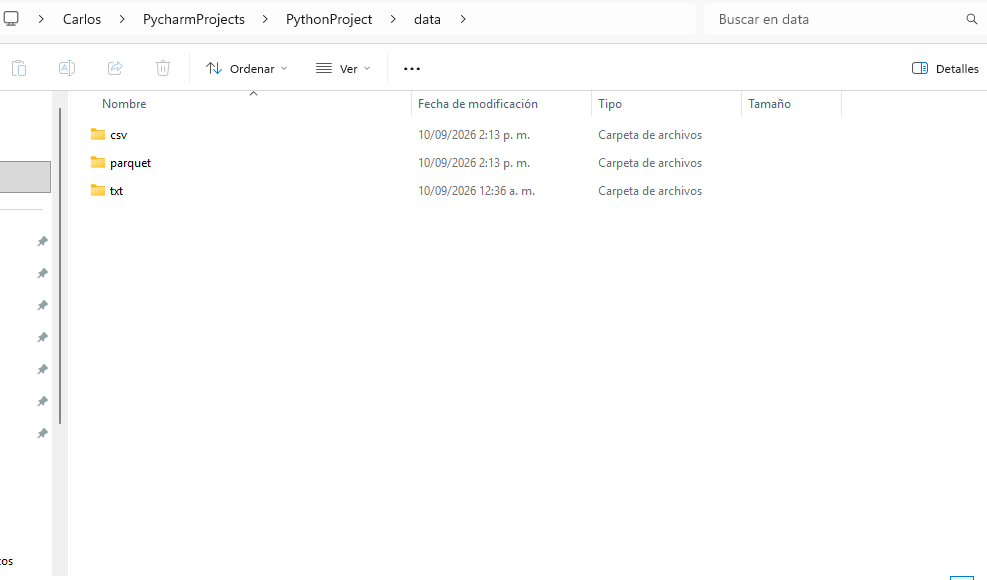 Carlos > PycharmProjects > PythonProject > data > Buscar en data
Ordenar Ver ... Detalles
Nombre Fecha de modificación Tipo Tamaño
csv 10/09/2026 2:13 p. m. Carpeta de archivos
parquet 10/09/2026 2:13 p. m. Carpeta de archivos
txt 10/09/2026 12:36 a. m. Carpeta de archivos